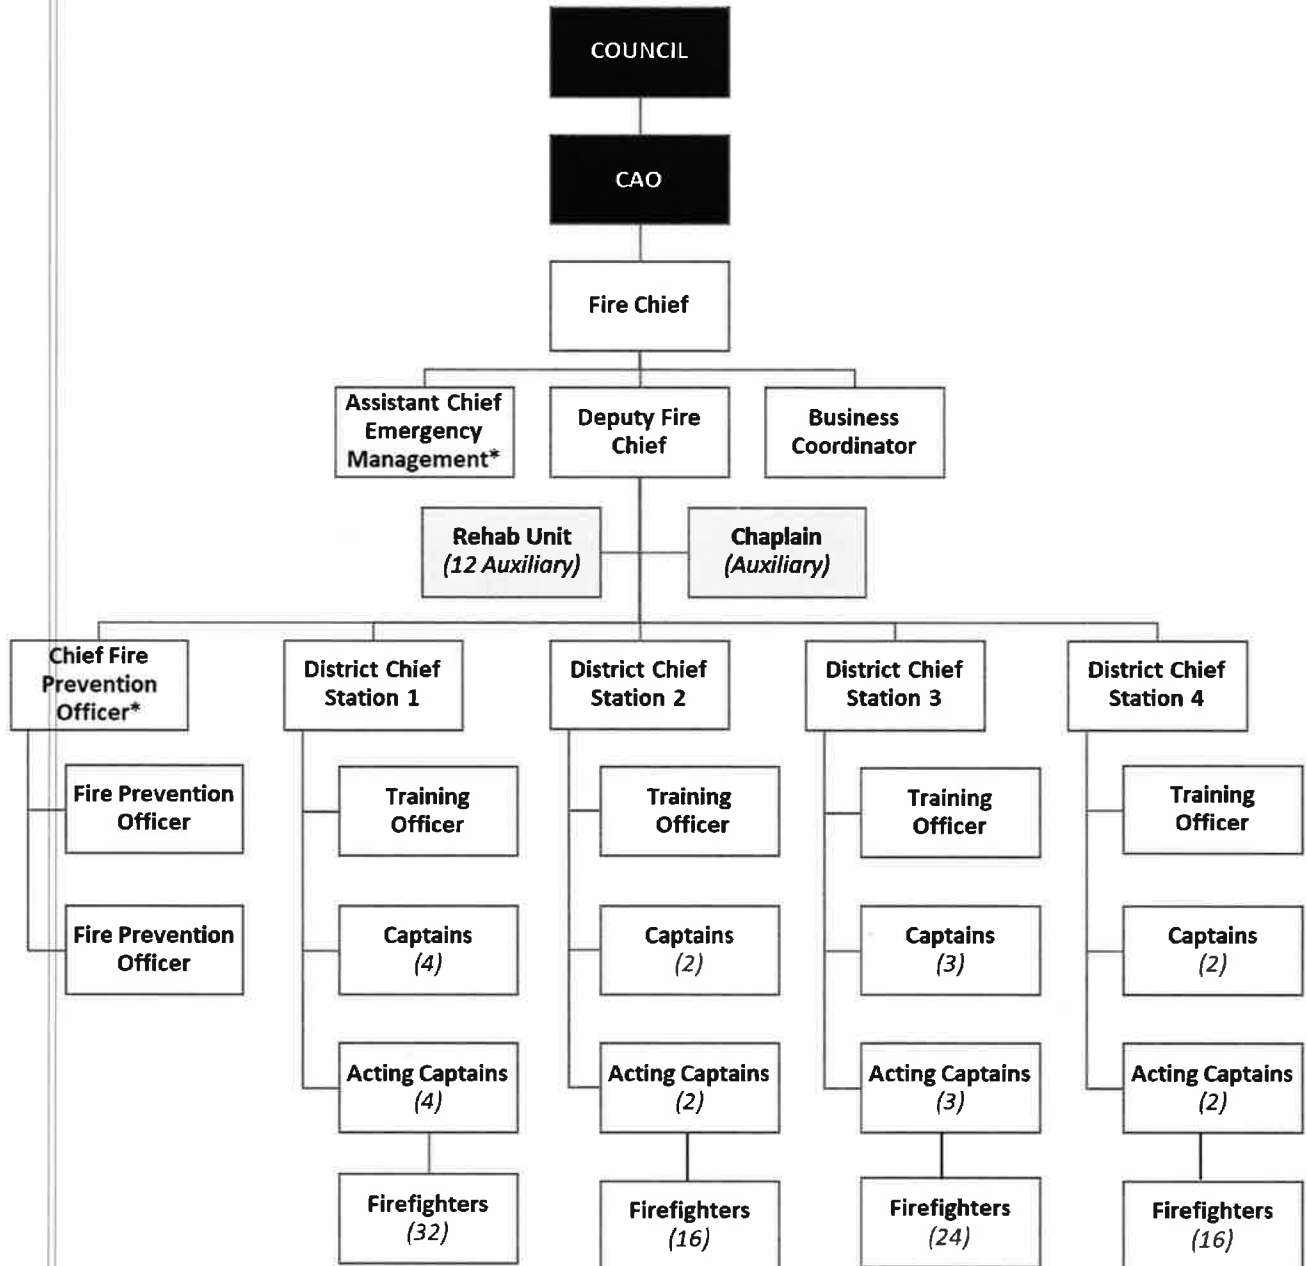 COUNCIL
CAO
Fire Chief
Assistant Chief
Emergency
Management*
Deputy Fire
Chief
Business
Coordinator
Rehab Unit
(12 Auxiliary)
Chaplain
(Auxiliary)
Chief Fire
Prevention
Officer*
District Chief
Station 1
District Chief
Station 2
District Chief
Station 3
District Chief
Station 4
Fire Prevention
Officer
Training
Officer
Training
Officer
Training
Officer
Training
Officer
Fire Prevention
Officer
Captains
(4)
Captains
(2)
Captains
(3)
Captains
(2)
Acting Captains
(4)
Acting Captains
(2)
Acting Captains
(3)
Acting Captains
(2)
Firefighters
(32)
Firefighters
(16)
Firefighters
(24)
Firefighters
(16)